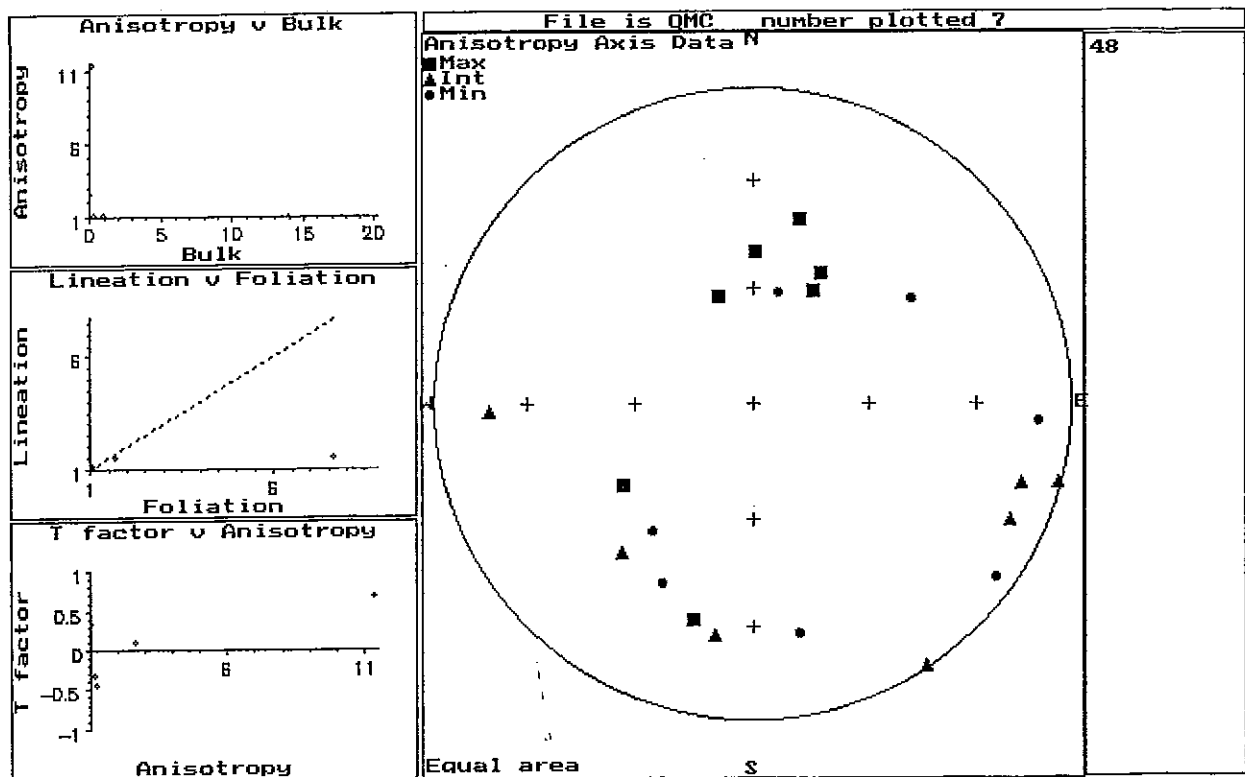 File is QMC number plotted 7
Anisotropy v Bulk
Anisotropy
11
6
1
0 5 10 15 20
Bulk
Lineation v Foliation
Lineation
6
1
1 6
Foliation
T factor v Anisotropy
T factor
1
0.5
0
-0.5
-1
6 11
Anisotropy
Anisotropy Axis Data N
Max
Int
Min
W
E
Equal area S
48